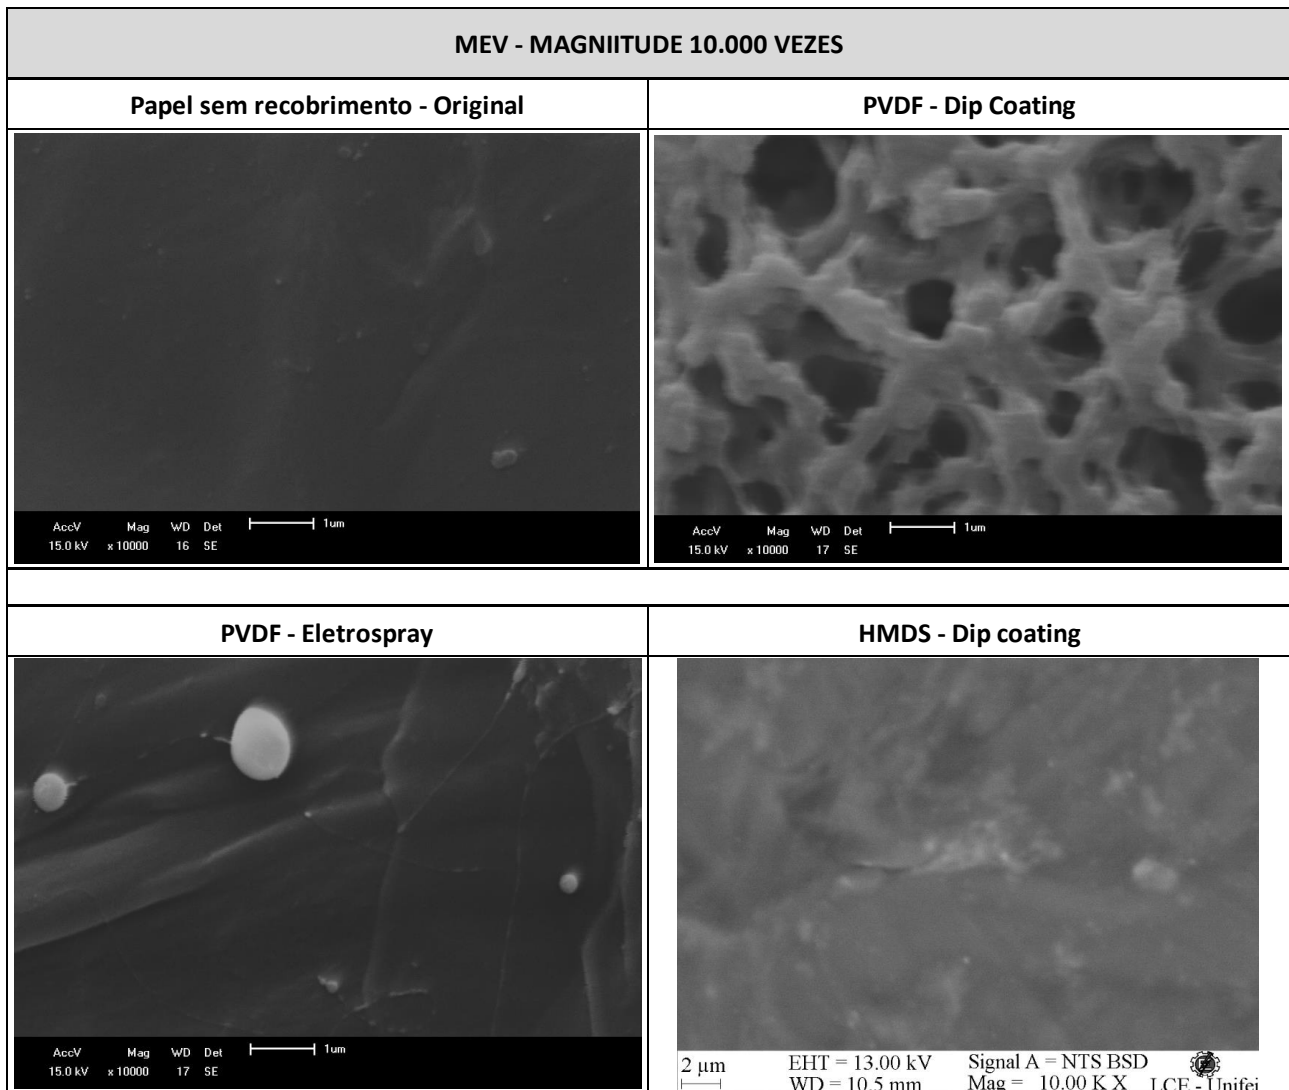 MEV - MAGNIITUDE 10.000 VEZES
Papel sem recobrimento - Original
PVDF - Dip Coating
AccV Mag WD Det 1um
15.0 kV x 10000 16 SE
AccV Mag WD Det 1um
15.0 kV x 10000 17 SE
PVDF - Eletrospray
HMDS - Dip coating
AccV Mag WD Det 1um
15.0 kV x 10000 17 SE
2 µm EHT = 13.00 kV Signal A = NTS BSD
WD = 10.5 mm Mag = 10.00 K X LCE - Unifei